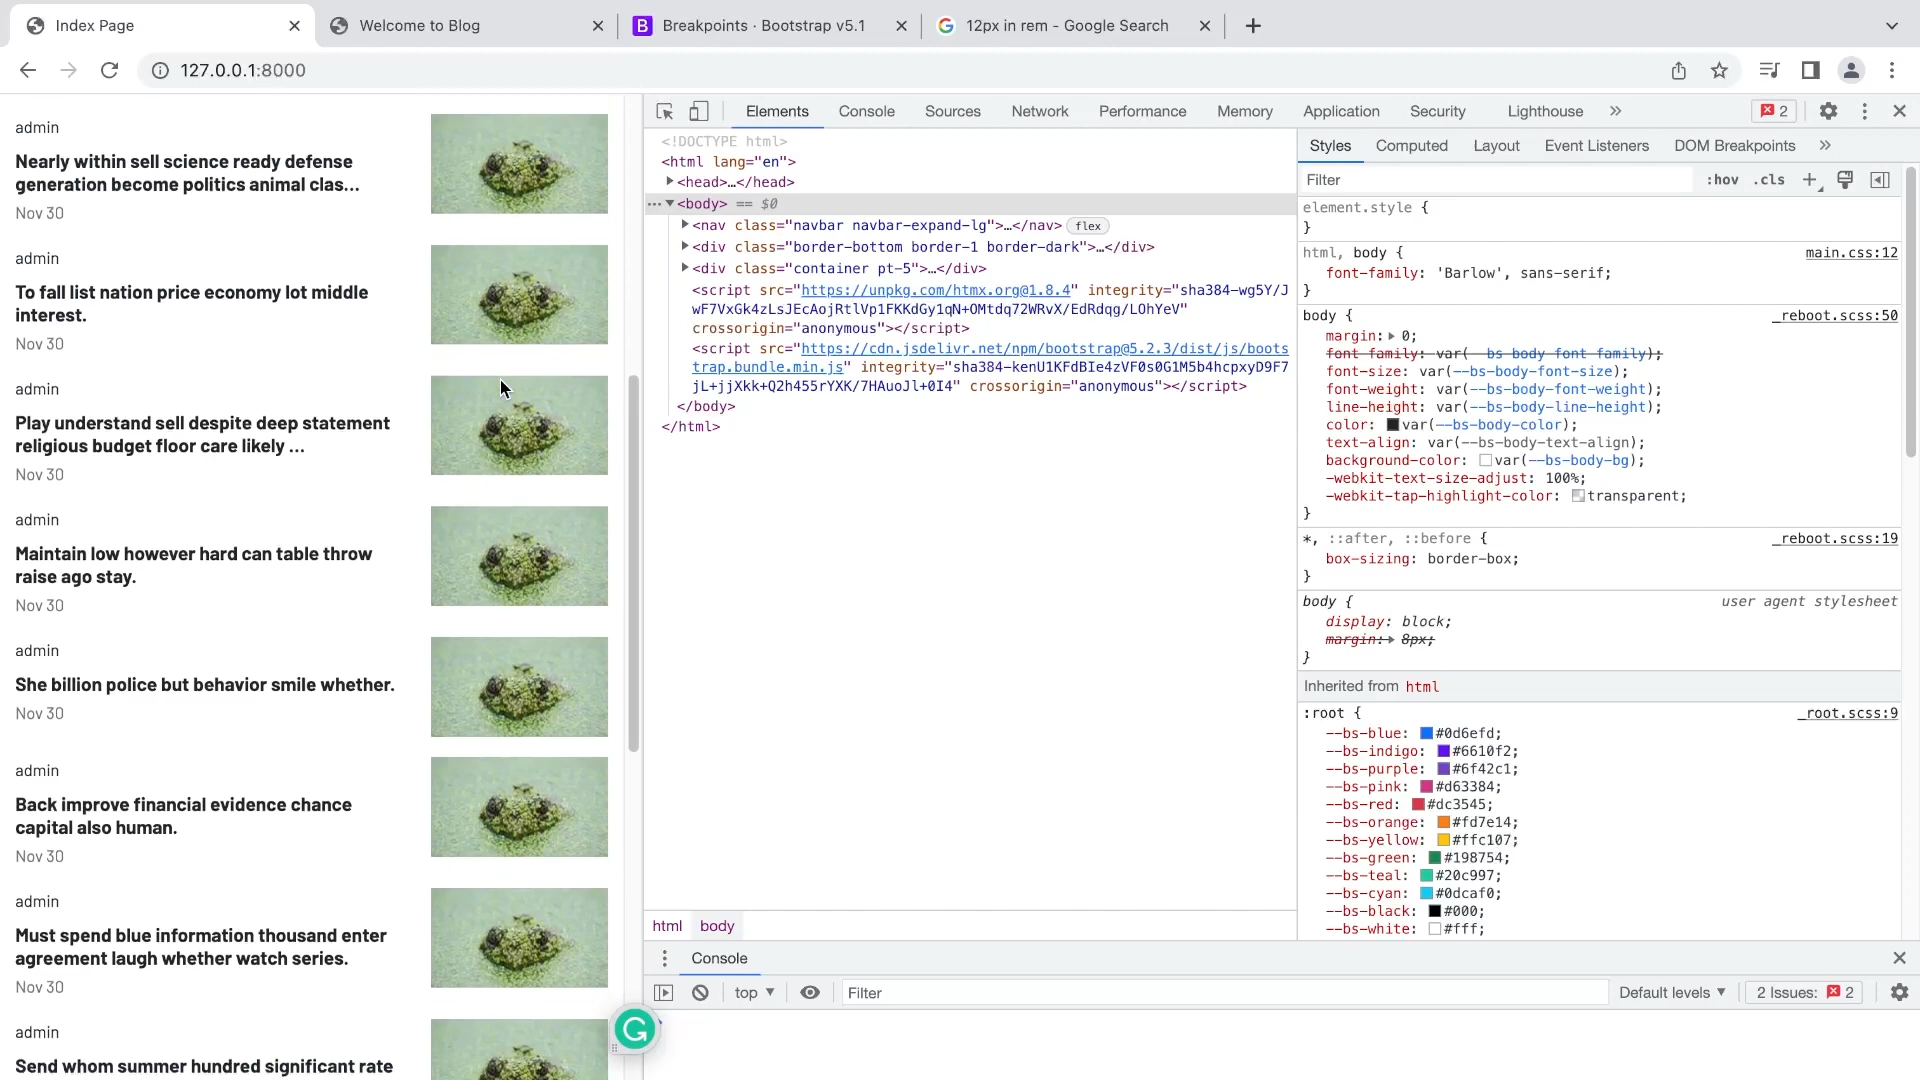 Index Page
Welcome to Blog
Breakpoints · Bootstrap v5.1
12px in rem - Google Search
127.0.0.1:8000
admin
Nearly within sell science ready defense
generation become politics animal clas...
Nov 30
admin
To fall list nation price economy lot middle
interest.
Nov 30
admin
Play understand sell despite deep statement
religious budget floor care likely ...
Nov 30
admin
Maintain low however hard can table throw
raise ago stay.
Nov 30
admin
She billion police but behavior smile whether.
Nov 30
admin
Back improve financial evidence chance
capital also human.
Nov 30
admin
Must spend blue information thousand enter
agreement laugh whether watch series.
Nov 30
admin
Send whom summer hundred significant rate
Elements Console Sources Network Performance Memory Application Security Lighthouse » 2
<!DOCTYPE html>
<html lang="en">
<head>…</head>
<body> == $0
<nav class="navbar navbar-expand-lg">…</nav> flex
<div class="border-bottom border-1 border-dark">…</div>
<div class="container pt-5">…</div>
<script src="https://unpkg.com/htmx.org@1.8.4" integrity="sha384-wg5Y/J
wF7VxGk4zLsJEcAojRtlVp1FKKdGy1qN+OMtdq72WRvX/EdRdqg/LOhYeV"
crossorigin="anonymous"></script>
<script src="https://cdn.jsdelivr.net/npm/bootstrap@5.2.3/dist/js/boots
trap.bundle.min.js" integrity="sha384-kenU1KFdBIe4zVF0s0G1M5b4hcpxyD9F7
jL+jjXkk+Q2h455rYXK/7HAuoJl+0I4" crossorigin="anonymous"></script>
</body>
</html>
html body
Styles Computed Layout Event Listeners DOM Breakpoints »
Filter :hov .cls
element.style {
}
html, body { main.css:12
font-family: 'Barlow', sans-serif;
}
body { _reboot.scss:50
margin: 0;
font-family: var(--bs-body-font-family);
font-size: var(--bs-body-font-size);
font-weight: var(--bs-body-font-weight);
line-height: var(--bs-body-line-height);
color: var(--bs-body-color);
text-align: var(--bs-body-text-align);
background-color: var(--bs-body-bg);
-webkit-text-size-adjust: 100%;
-webkit-tap-highlight-color: transparent;
}
*, ::after, ::before { _reboot.scss:19
box-sizing: border-box;
}
body { user agent stylesheet
display: block;
margin: 8px;
}
Inherited from html
:root { _root.scss:9
--bs-blue: #0d6efd;
--bs-indigo: #6610f2;
--bs-purple: #6f42c1;
--bs-pink: #d63384;
--bs-red: #dc3545;
--bs-orange: #fd7e14;
--bs-yellow: #ffc107;
--bs-green: #198754;
--bs-teal: #20c997;
--bs-cyan: #0dcaf0;
--bs-black: #000;
--bs-white: #fff;
Console
top Filter Default levels 2 Issues: 2